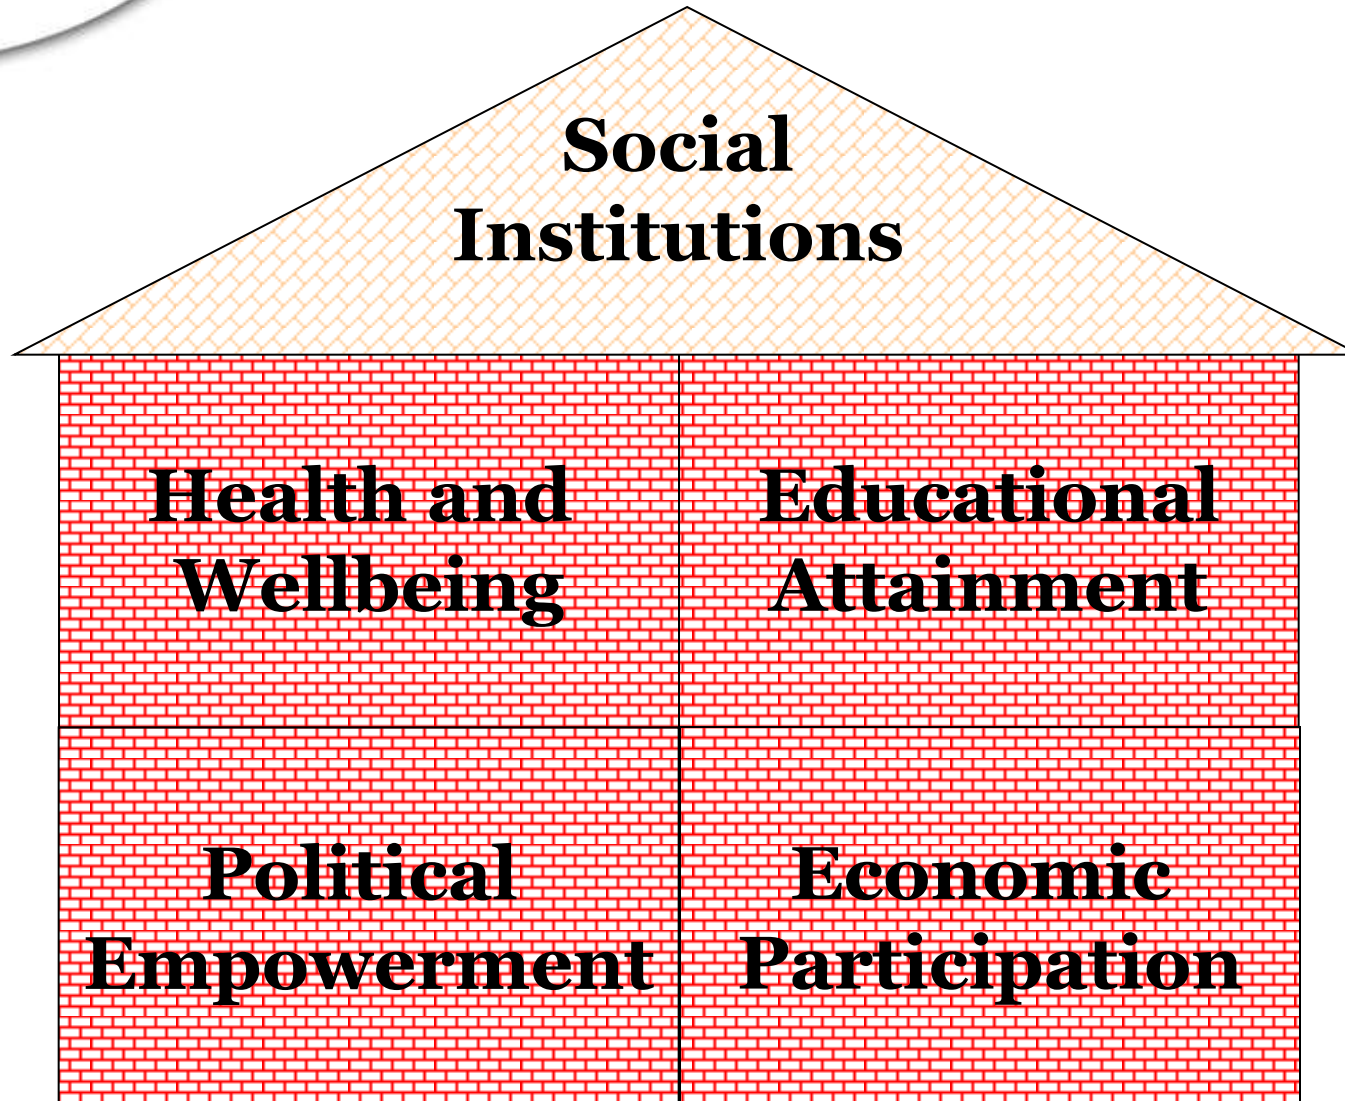 Social
Institutions
Health and
Wellbeing
Educational
Attainment
Political
Empowerment
Economic
Participation